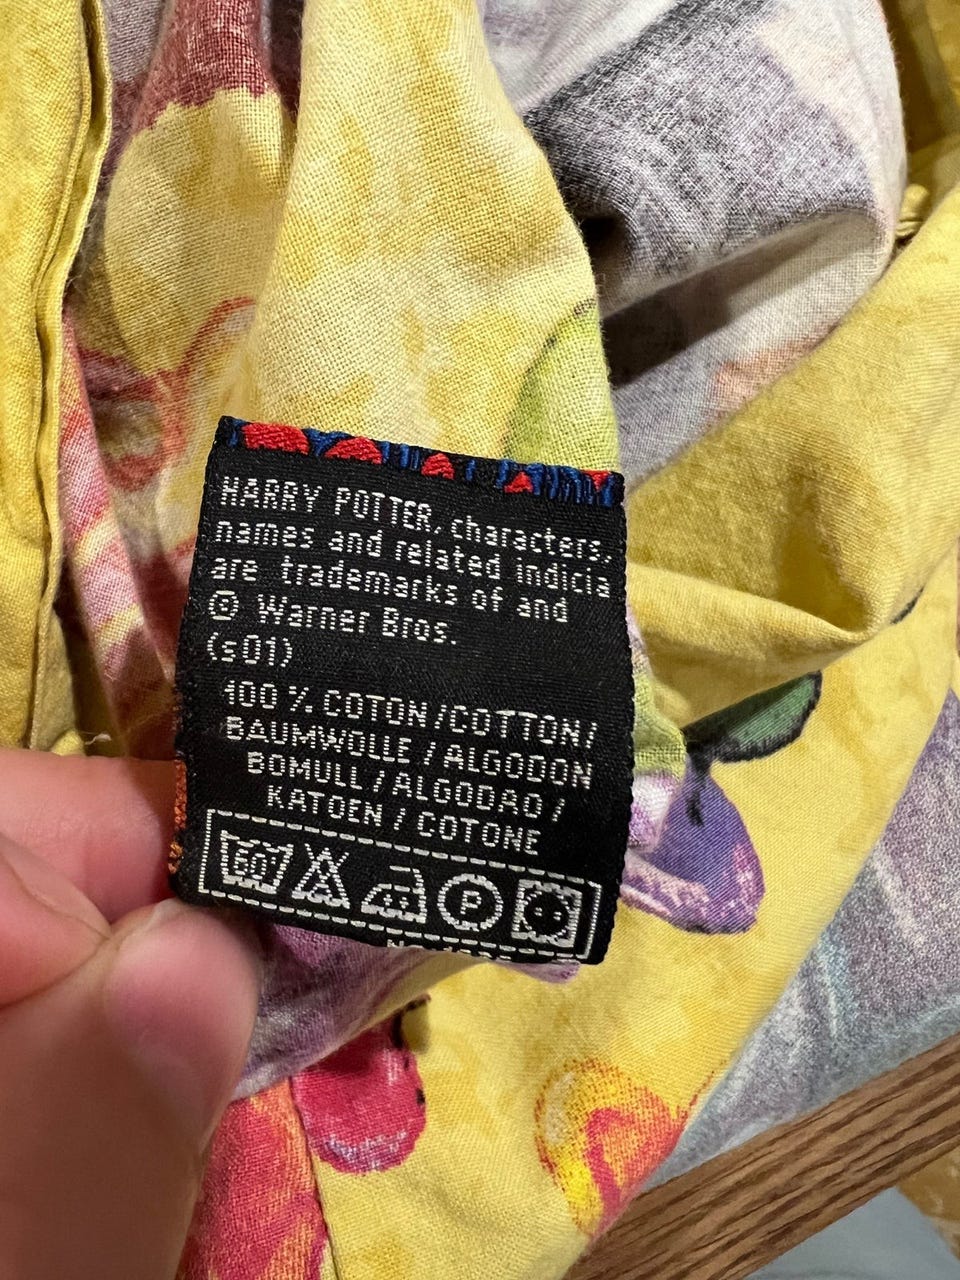 HARRY POTTER, characters,
names and related indicia
are trademarks of and
© Warner Bros.
(s01)
100 % COTON / COTTON /
BAUMWOLLE / ALGODON
BOMULL / ALGODAO /
KATOEN / COTONE
60° P